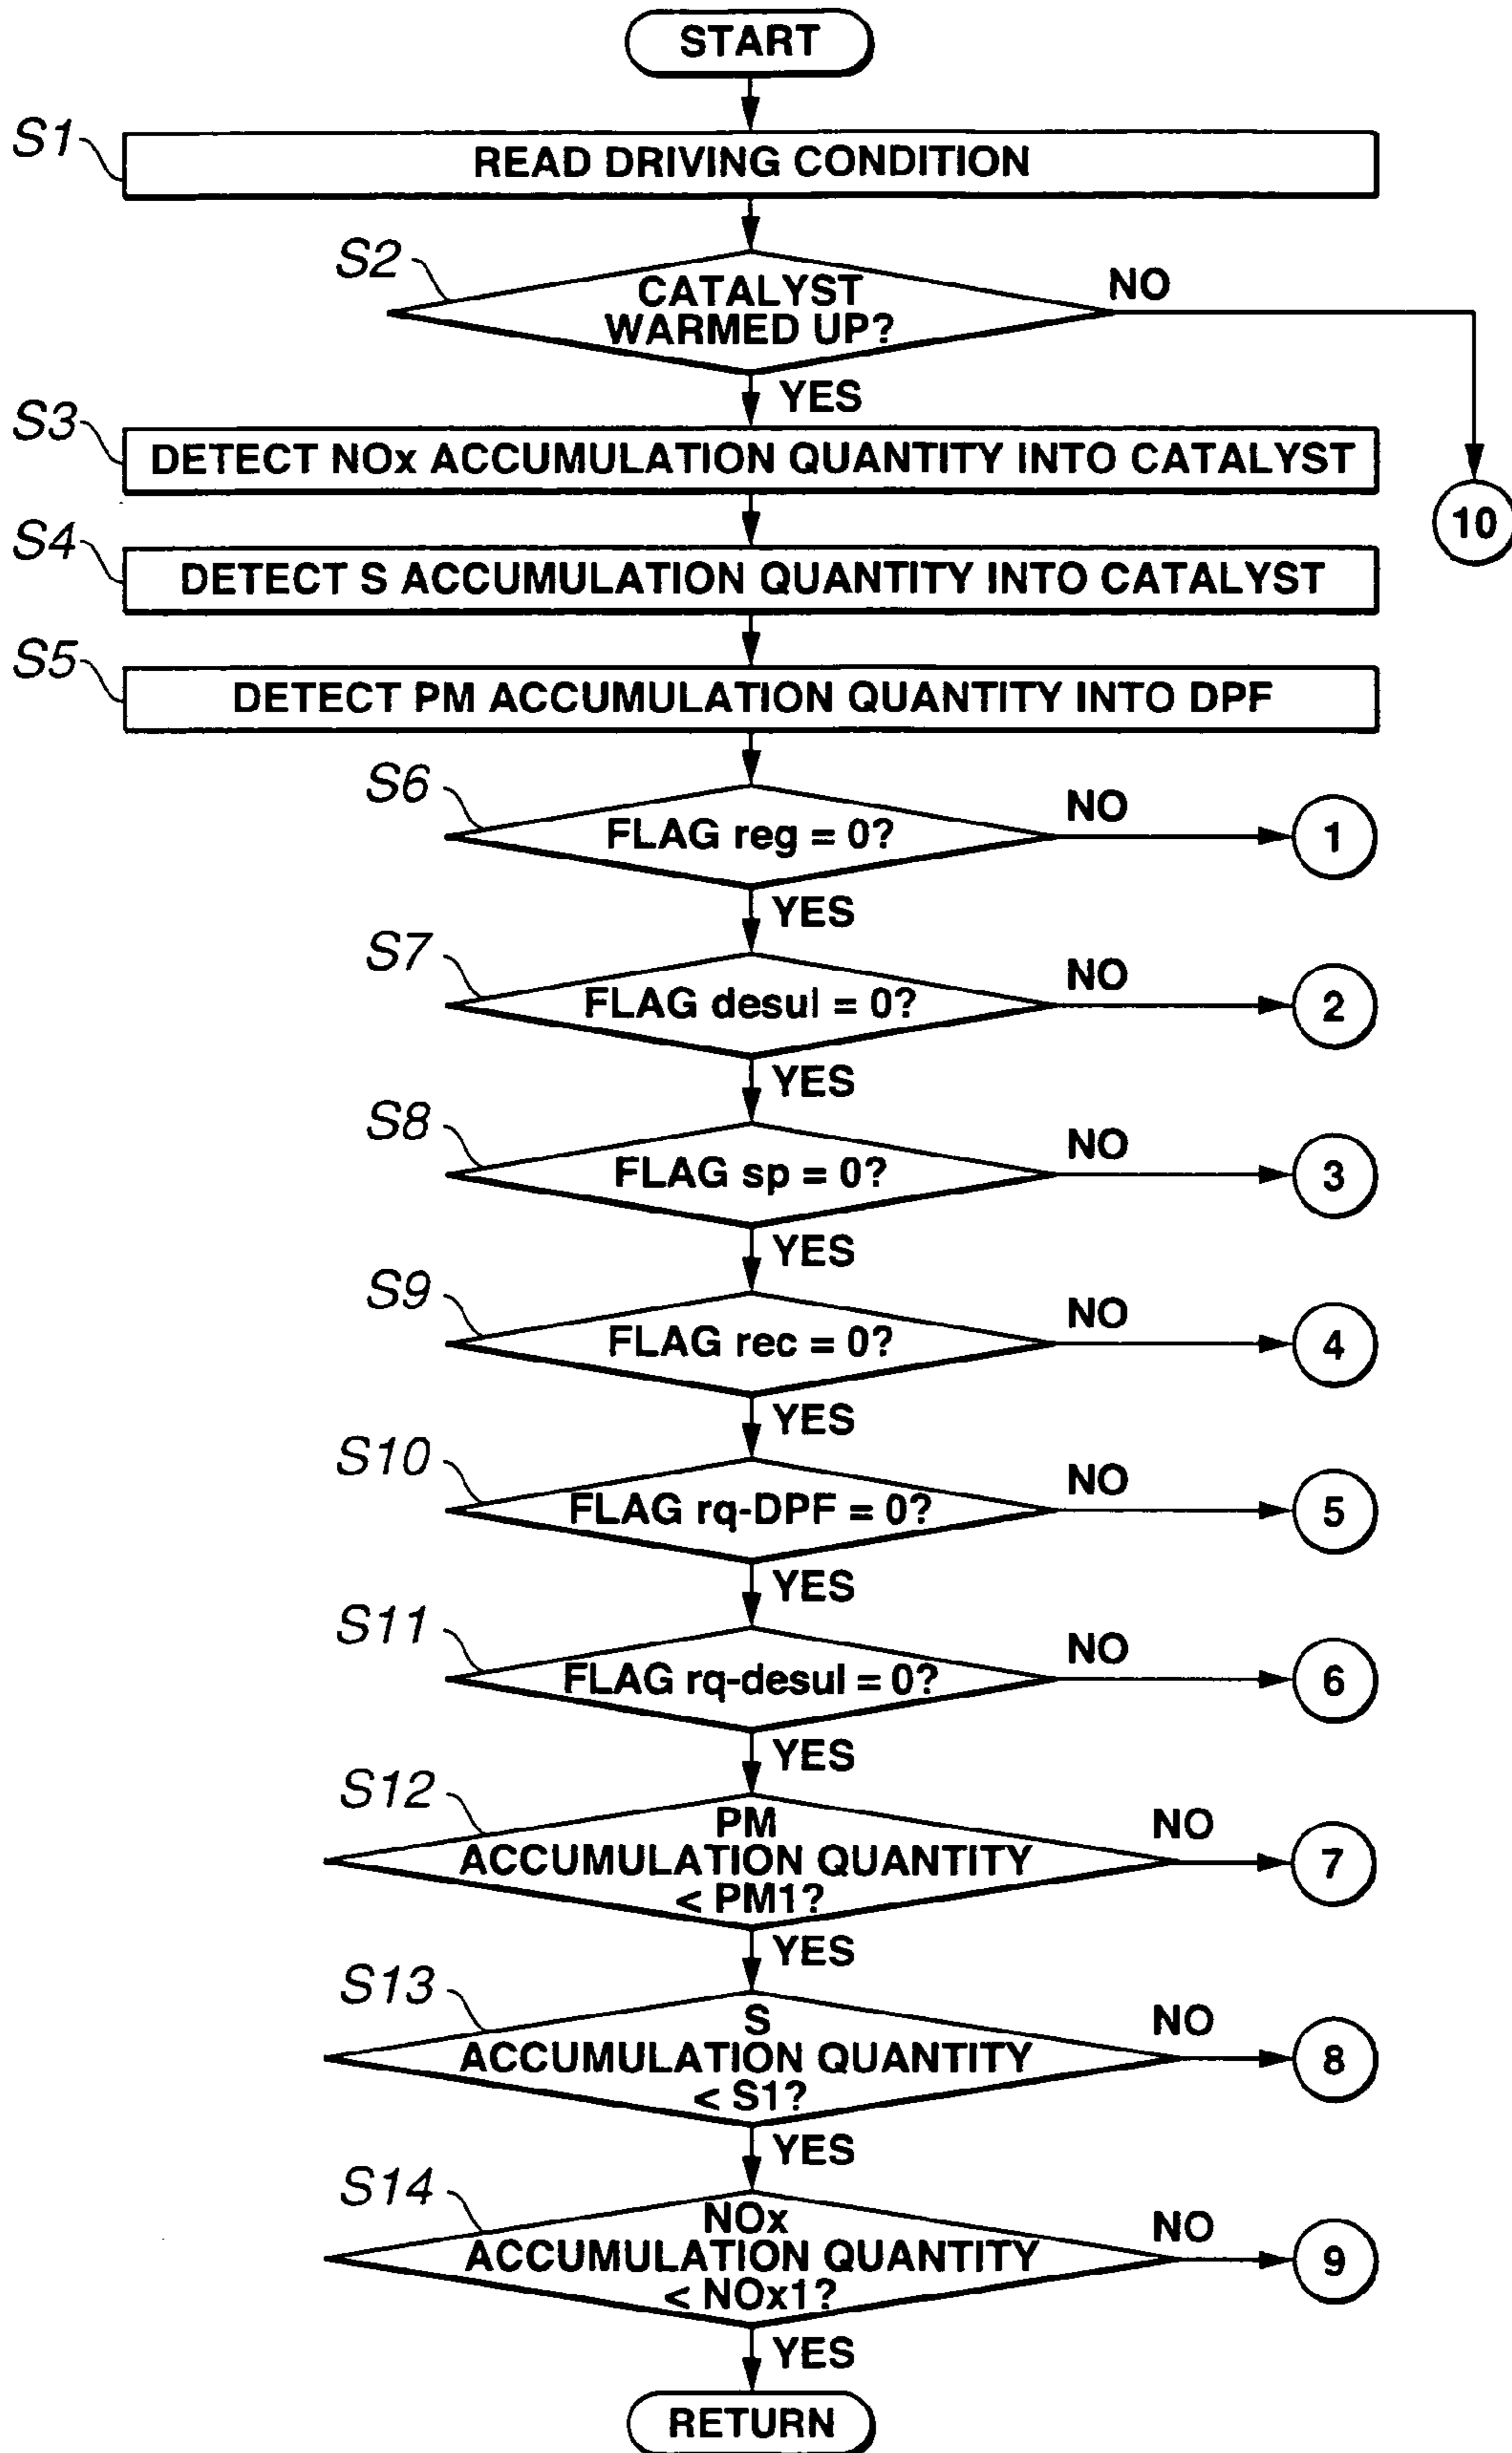 START
S1
READ DRIVING CONDITION
S2
CATALYST
WARMED UP?
NO
YES
10
S3
DETECT NOx ACCUMULATION QUANTITY INTO CATALYST
S4
DETECT S ACCUMULATION QUANTITY INTO CATALYST
S5
DETECT PM ACCUMULATION QUANTITY INTO DPF
S6
FLAG reg = 0?
NO
1
YES
S7
FLAG desul = 0?
NO
2
YES
S8
FLAG sp = 0?
NO
3
YES
S9
FLAG rec = 0?
NO
4
YES
S10
FLAG rq-DPF = 0?
NO
5
YES
S11
FLAG rq-desul = 0?
NO
6
YES
S12
PM
ACCUMULATION QUANTITY
< PM1?
NO
7
YES
S13
S
ACCUMULATION QUANTITY
< S1?
NO
8
YES
S14
NOx
ACCUMULATION QUANTITY
< NOx1?
NO
9
YES
RETURN